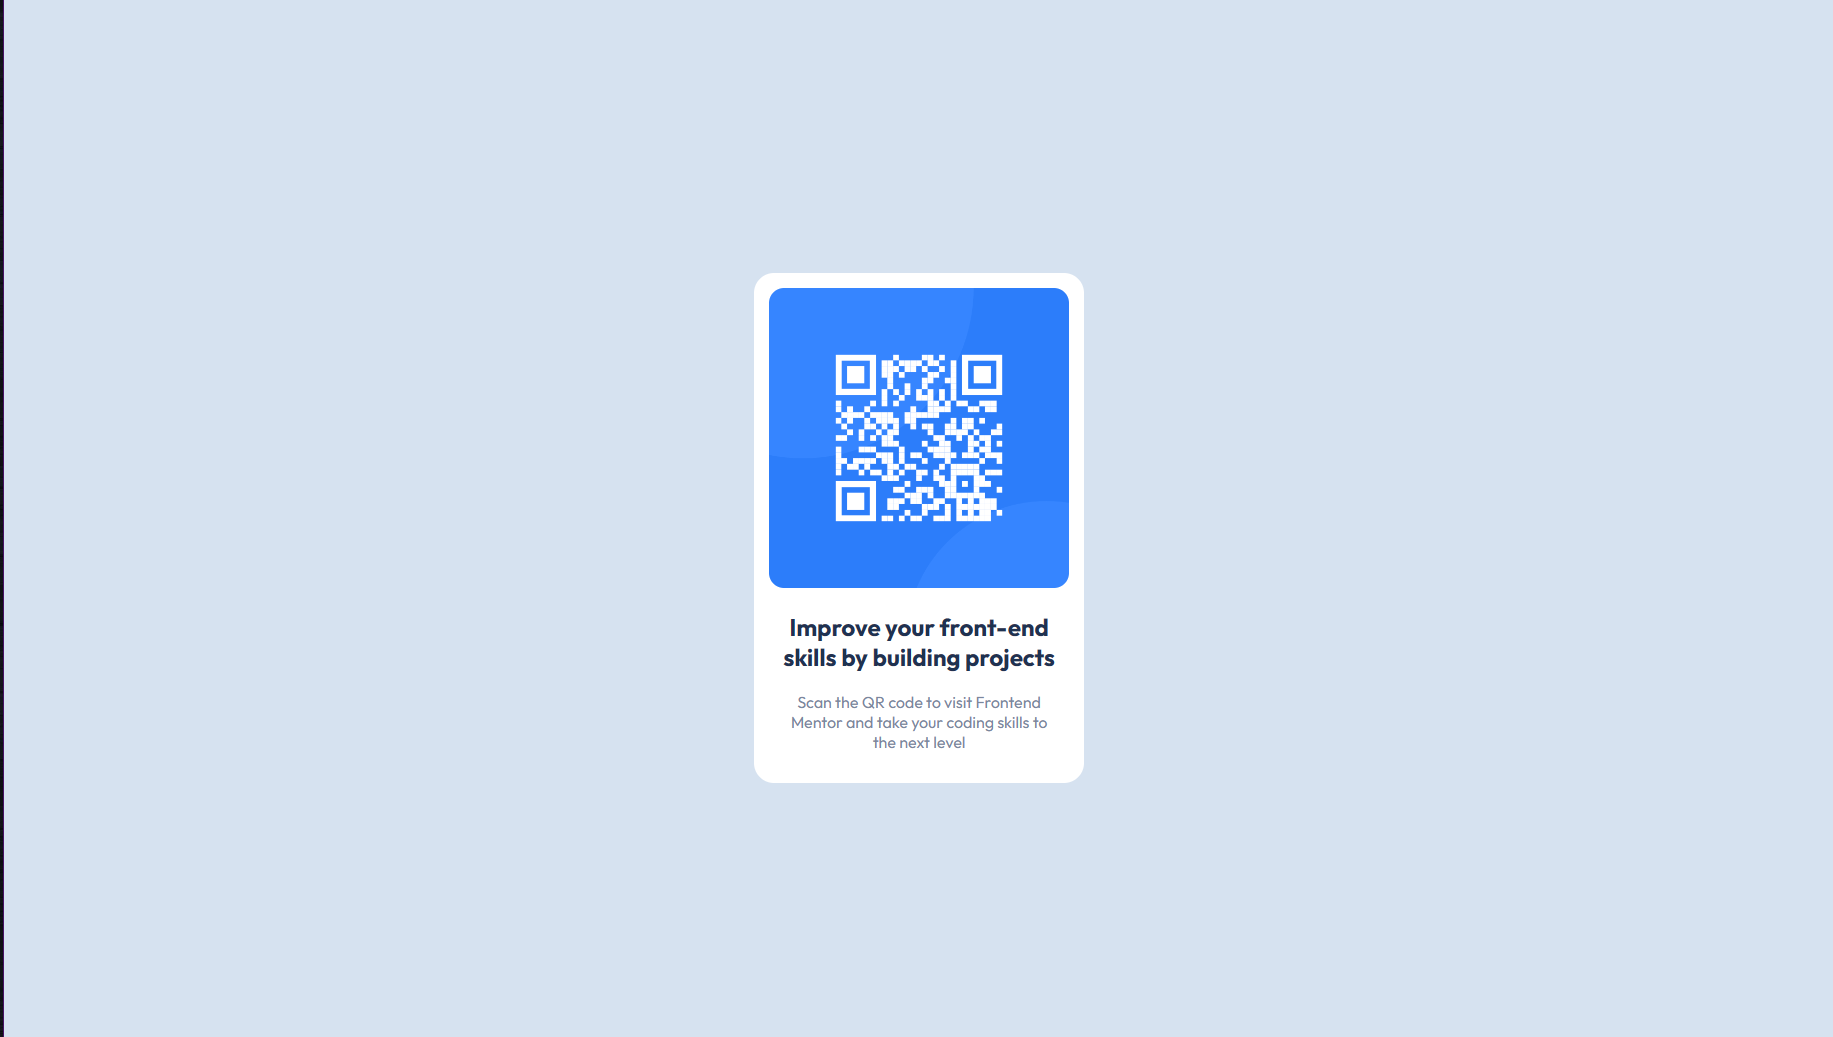 Improve your front-end
skills by building projects
Scan the QR code to visit Frontend
Mentor and take your coding skills to
the next level